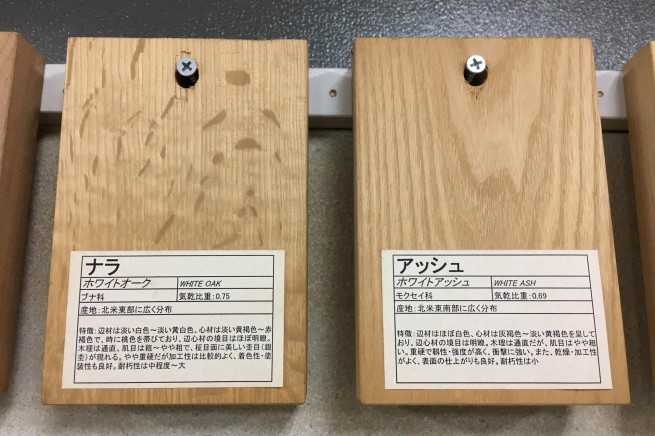 ナラ
ホワイトオーク WHITE OAK
ブナ科 気乾比重:0.75
産地:北米東部に広く分布
特徴:辺材は淡い白色~淡い黄白色、心材は淡い黄褐色~赤
褐色で、時に桃色を帯びており、辺心材の境目はほぼ明瞭。
木理は通直、肌目は粗~やや粗で、柾目面に美しい杢目(銀
杢)が現れる。やや重硬だが加工性は比較的よく、着色性・塗
装性も良好。耐朽性は中程度~大
アッシュ
ホワイトアッシュ WHITE ASH
モクセイ科 気乾比重:0.69
産地:北米東南部に広く分布
特徴:辺材はほぼ白色、心材は灰褐色~淡い黄褐色を呈して
おり、辺心材の境目は明瞭。木理は通直だが、肌目はやや粗
い。重硬で靭性・強度が高く、衝撃に強い。また、乾燥・加工性
がよく、表面の仕上がりも良好。耐朽性は小